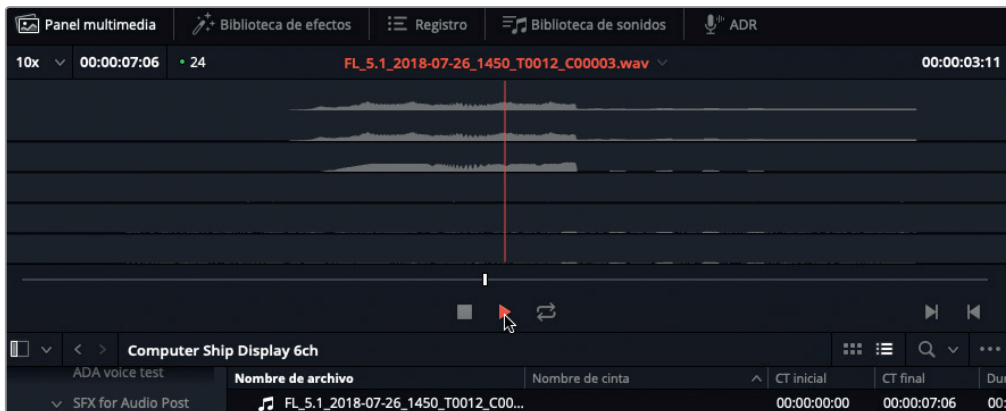 Panel multimedia Biblioteca de efectos Registro Biblioteca de sonidos ADR
10x 00:00:07:06 • 24 FL_5.1_2018-07-26_1450_T0012_C00003.wav 00:00:03:11
Computer Ship Display 6ch •••
ADA voice test Nombre de archivo Nombre de cinta CT inicial CT final Dur
SFX for Audio Post FL_5.1_2018-07-26_1450_T0012_C00... 00:00:00:00 00:00:07:06 00: